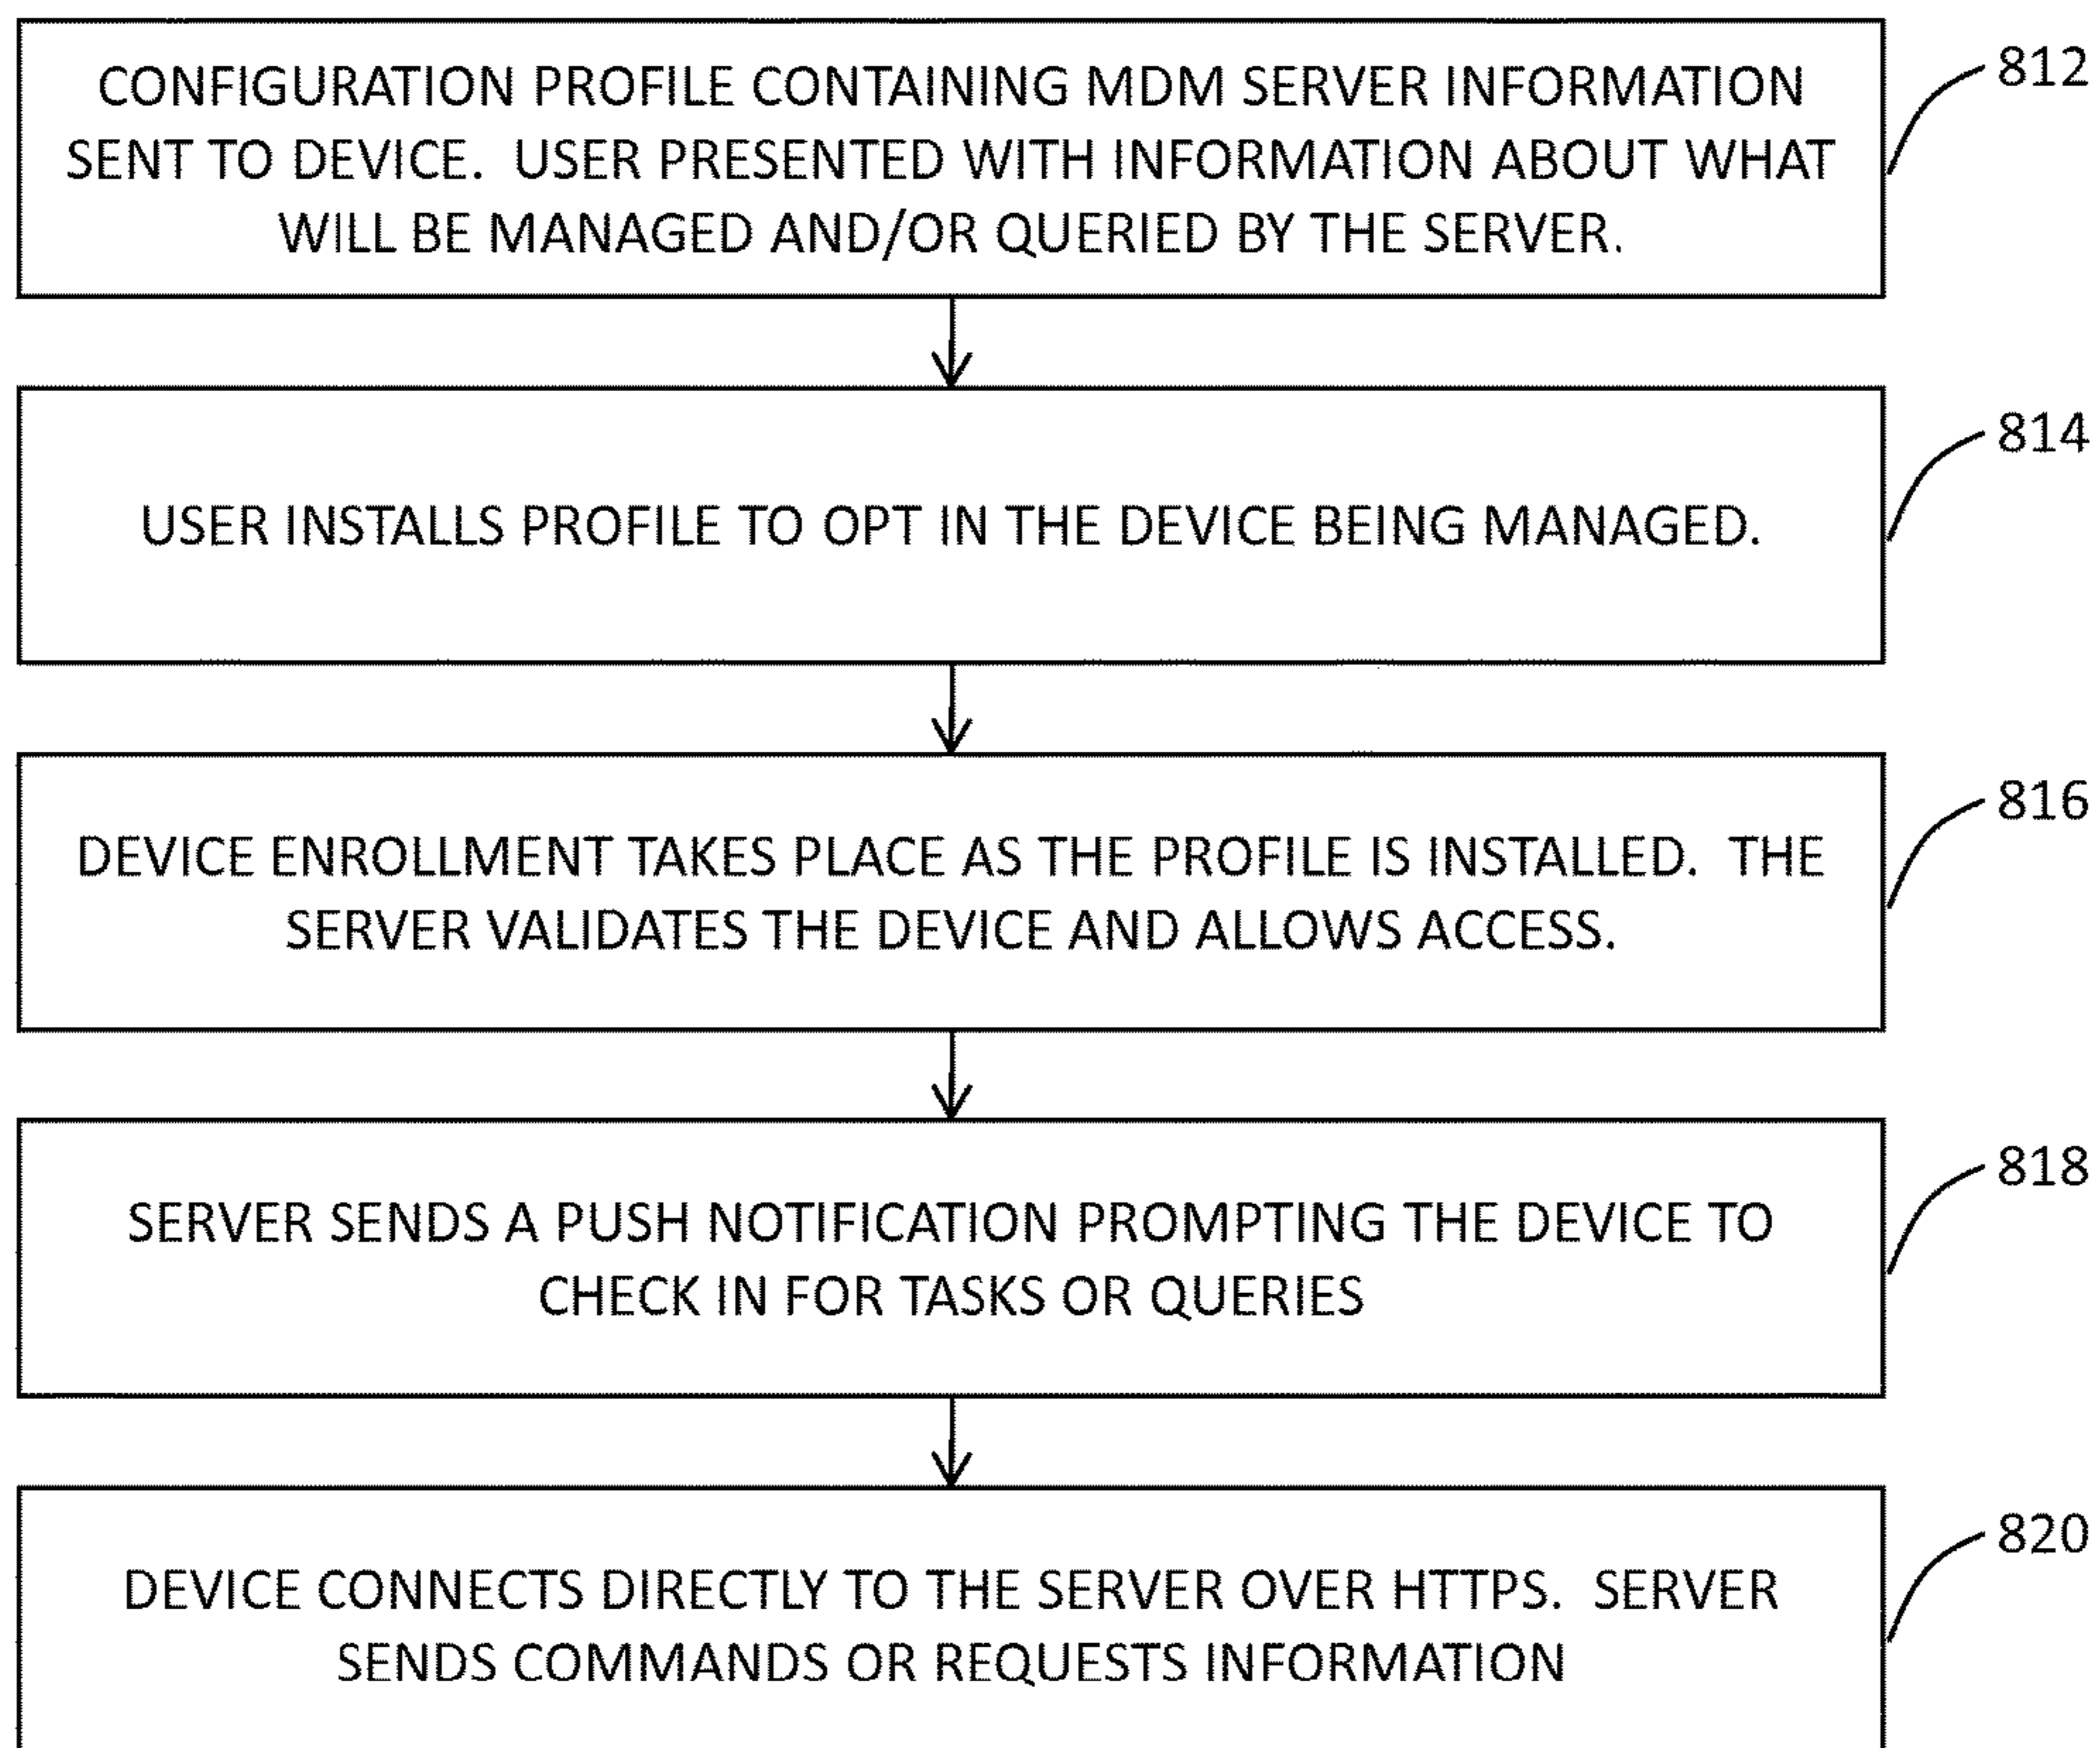 CONFIGURATION PROFILE CONTAINING MDM SERVER INFORMATION
SENT TO DEVICE. USER PRESENTED WITH INFORMATION ABOUT WHAT
WILL BE MANAGED AND/OR QUERIED BY THE SERVER.
812
USER INSTALLS PROFILE TO OPT IN THE DEVICE BEING MANAGED.
814
DEVICE ENROLLMENT TAKES PLACE AS THE PROFILE IS INSTALLED. THE
SERVER VALIDATES THE DEVICE AND ALLOWS ACCESS.
816
SERVER SENDS A PUSH NOTIFICATION PROMPTING THE DEVICE TO
CHECK IN FOR TASKS OR QUERIES
818
DEVICE CONNECTS DIRECTLY TO THE SERVER OVER HTTPS. SERVER
SENDS COMMANDS OR REQUESTS INFORMATION
820